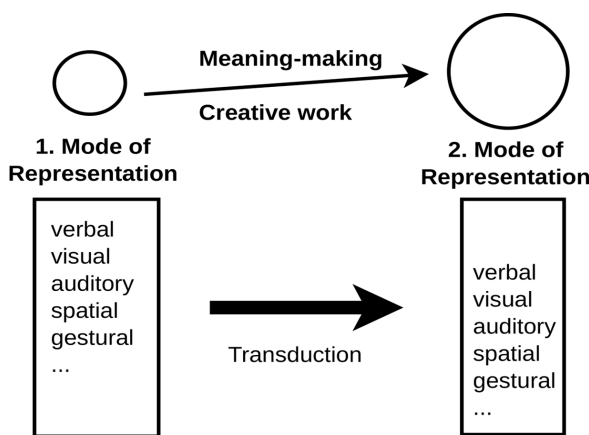 Meaning-making
Creative work
1. Mode of
Representation
2. Mode of
Representation
verbal
visual
auditory
spatial
gestural
...
Transduction
verbal
visual
auditory
spatial
gestural
...